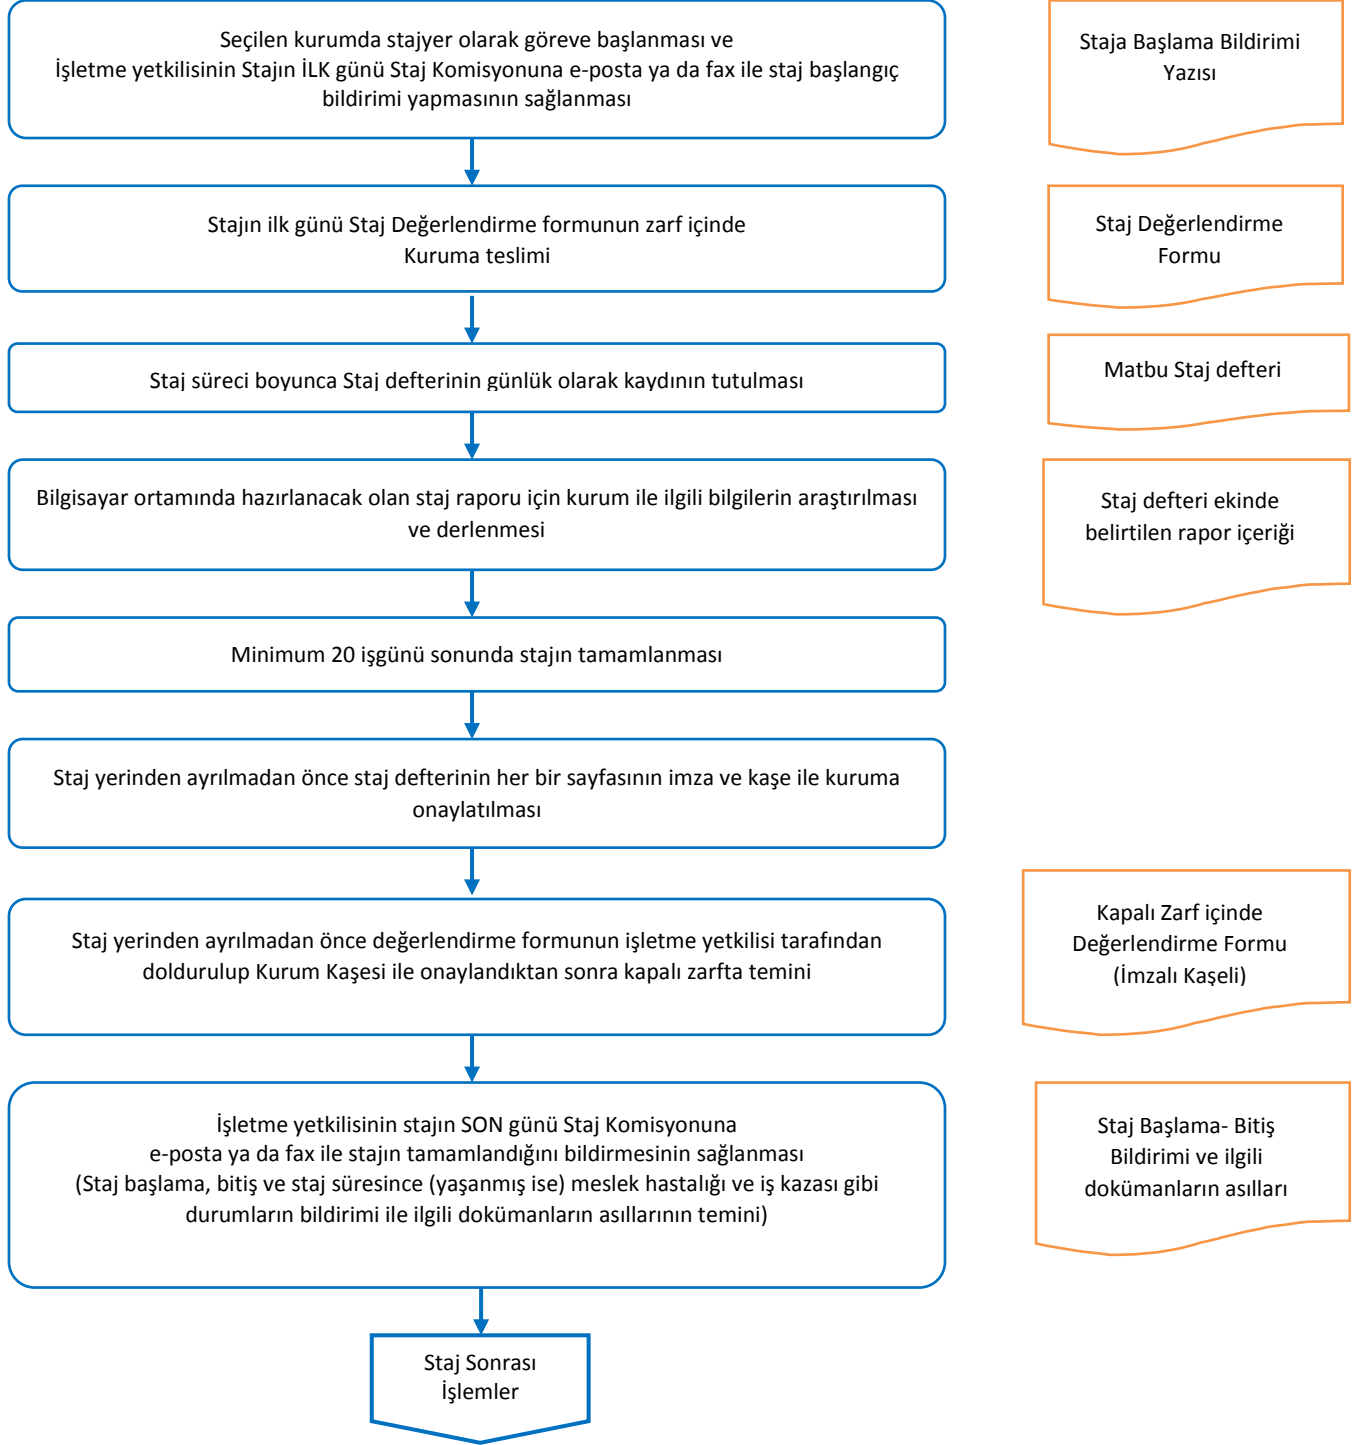 Seçilen kurumda stajyer olarak göreve başlanması ve
İşletme yetkilisinin Stajın İLK günü Staj Komisyonuna e-posta ya da fax ile staj başlangıç
bildirimi yapmasının sağlanması
Staja Başlama Bildirimi
Yazısı
Stajın ilk günü Staj Değerlendirme formunun zarf içinde
Kuruma teslimi
Staj Değerlendirme
Formu
Staj süreci boyunca Staj defterinin günlük olarak kaydının tutulması
Matbu Staj defteri
Bilgisayar ortamında hazırlanacak olan staj raporu için kurum ile ilgili bilgilerin araştırılması
ve derlenmesi
Staj defteri ekinde
belirtilen rapor içeriği
Minimum 20 işgünü sonunda stajın tamamlanması
Staj yerinden ayrılmadan önce staj defterinin her bir sayfasının imza ve kaşe ile kuruma
onaylatılması
Staj yerinden ayrılmadan önce değerlendirme formunun işletme yetkilisi tarafından
doldurulup Kurum Kaşesi ile onaylandıktan sonra kapalı zarfta temini
Kapalı Zarf içinde
Değerlendirme Formu
(İmzalı Kaşeli)
İşletme yetkilisinin stajın SON günü Staj Komisyonuna
e-posta ya da fax ile stajın tamamlandığını bildirmesinin sağlanması
(Staj başlama, bitiş ve staj süresince (yaşanmış ise) meslek hastalığı ve iş kazası gibi
durumların bildirimi ile ilgili dokümanların asıllarının temini)
Staj Başlama- Bitiş
Bildirimi ve ilgili
dokümanların asılları
Staj Sonrası
İşlemler